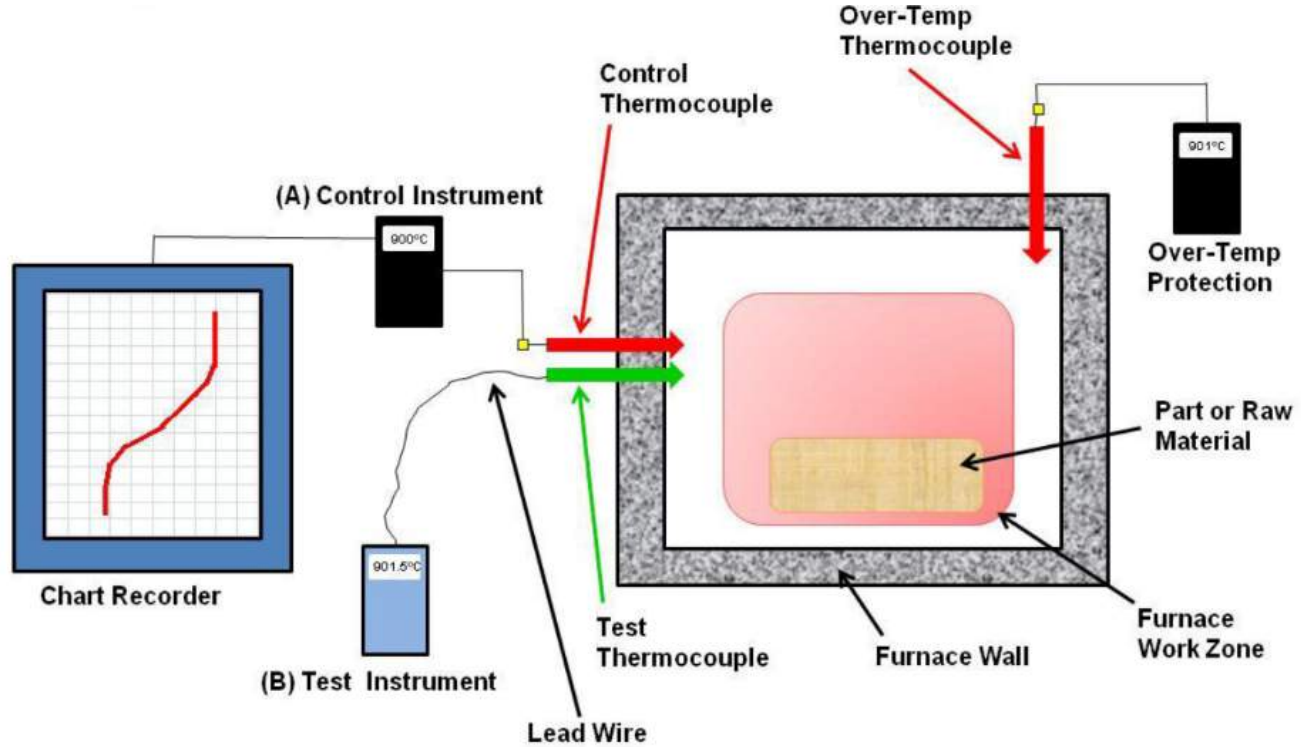 Over-Temp
Thermocouple
Control
Thermocouple
901ºC
(A) Control Instrument
900ºC
Over-Temp
Protection
Part or Raw
Material
901.5ºC
Chart Recorder
Test
Thermocouple
Furnace Wall
Furnace
Work Zone
(B) Test Instrument
Lead Wire